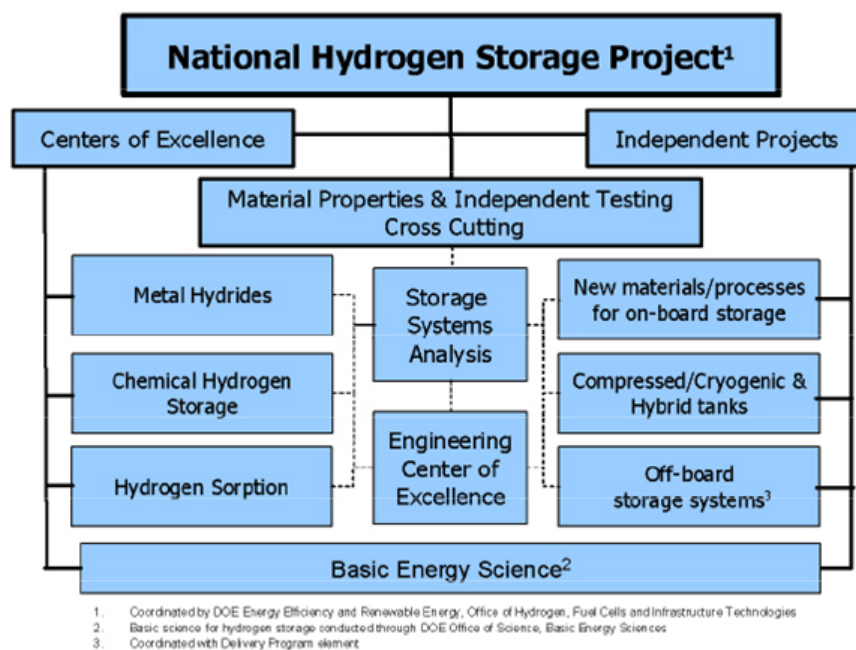 National Hydrogen Storage Project¹
Centers of Excellence
Independent Projects
Material Properties & Independent Testing
Cross Cutting
Metal Hydrides
Storage
Systems
Analysis
New materials/processes
for on-board storage
Chemical Hydrogen
Storage
Compressed/Cryogenic &
Hybrid tanks
Engineering
Center of
Excellence
Hydrogen Sorption
Off-board
storage systems³
Basic Energy Science²
1. Coordinated by DOE Energy Efficiency and Renewable Energy, Office of Hydrogen, Fuel Cells and Infrastructure Technologies
2. Basic science for hydrogen storage conducted through DOE Office of Science, Basic Energy Sciences
3. Coordinated with Delivery Program element